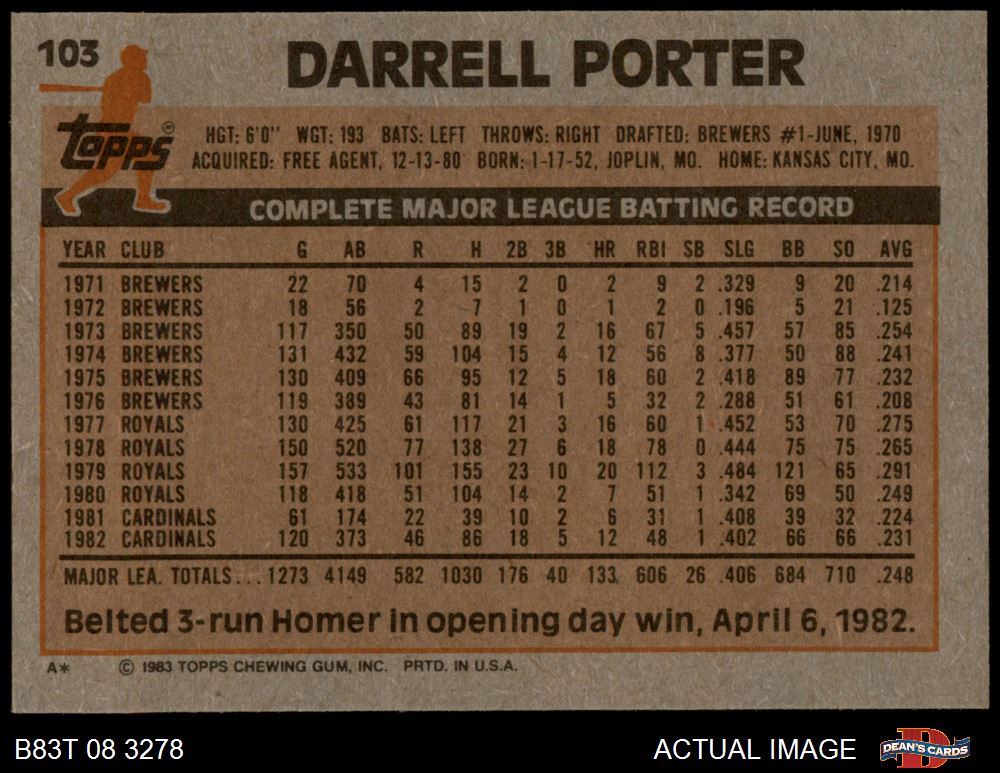 103
DARRELL PORTER
Topps®
HGT: 6'0" WGT: 193 BATS: LEFT THROWS: RIGHT DRAFTED: BREWERS #1-JUNE, 1970
ACQUIRED: FREE AGENT, 12-13-80 BORN: 1-17-52, JOPLIN, MO. HOME: KANSAS CITY, MO.
COMPLETE MAJOR LEAGUE BATTING RECORD
YEAR CLUB G AB R H 2B 3B HR RBI SB SLG BB SO AVG
1971 BREWERS 22 70 4 15 2 0 2 9 2 .329 9 20 .214
1972 BREWERS 18 56 2 7 1 0 1 2 0 .196 5 21 .125
1973 BREWERS 117 350 50 89 19 2 16 67 5 .457 57 85 .254
1974 BREWERS 131 432 59 104 15 4 12 56 8 .377 50 88 .241
1975 BREWERS 130 409 66 95 12 5 18 60 2 .418 89 77 .232
1976 BREWERS 119 389 43 81 14 1 5 32 2 .288 51 61 .208
1977 ROYALS 130 425 61 117 21 3 16 60 1 .452 53 70 .275
1978 ROYALS 150 520 77 138 27 6 18 78 0 .444 75 75 .265
1979 ROYALS 157 533 101 155 23 10 20 112 3 .484 121 65 .291
1980 ROYALS 118 418 51 104 14 2 7 51 1 .342 69 50 .249
1981 CARDINALS 61 174 22 39 10 2 6 31 1 .408 39 32 .224
1982 CARDINALS 120 373 46 86 18 5 12 48 1 .402 66 66 .231
MAJOR LEA. TOTALS... 1273 4149 582 1030 176 40 133 606 26 .406 684 710 .248
Belted 3-run Homer in opening day win, April 6, 1982.
A* © 1983 TOPPS CHEWING GUM, INC. PRTD. IN U.S.A.
B83T 08 3278 ACTUAL IMAGE DEAN'S CARDS